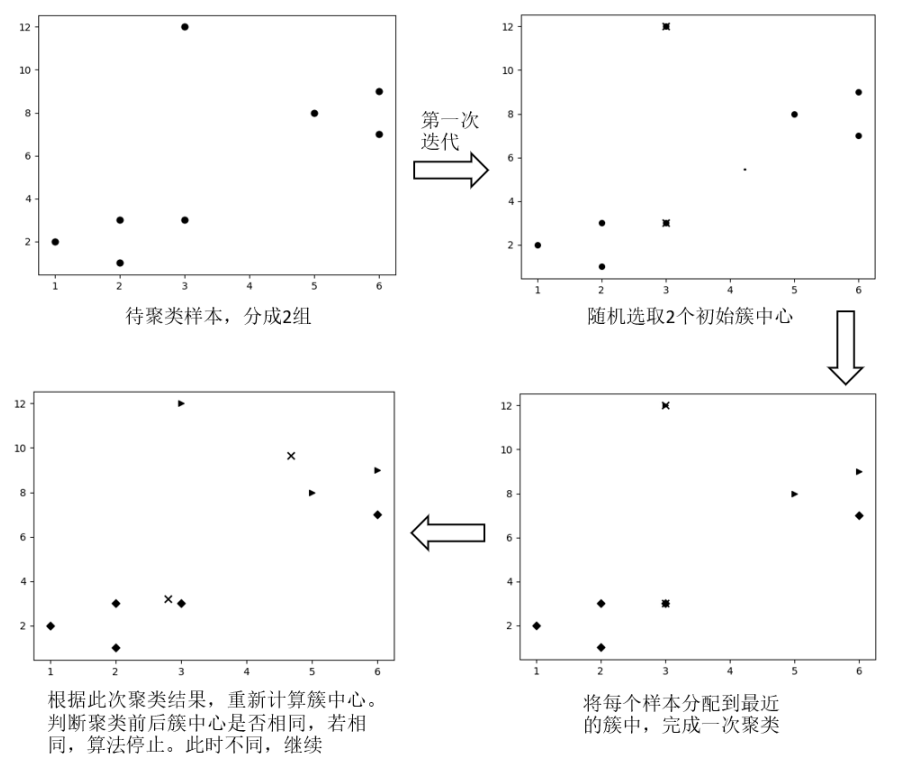 12
10
8
6
4
2
1 2 3 4 5 6
待聚类样本，分成2组
第一次
迭代
12
10
8
6
4
2
1 2 3 4 5 6
随机选取2个初始簇中心
12
10
8
6
4
2
1 2 3 4 5 6
将每个样本分配到最近
的簇中，完成一次聚类
12
10
8
6
4
2
1 2 3 4 5 6
根据此次聚类结果，重新计算簇中心。
判断聚类前后簇中心是否相同，若相
同，算法停止。此时不同，继续